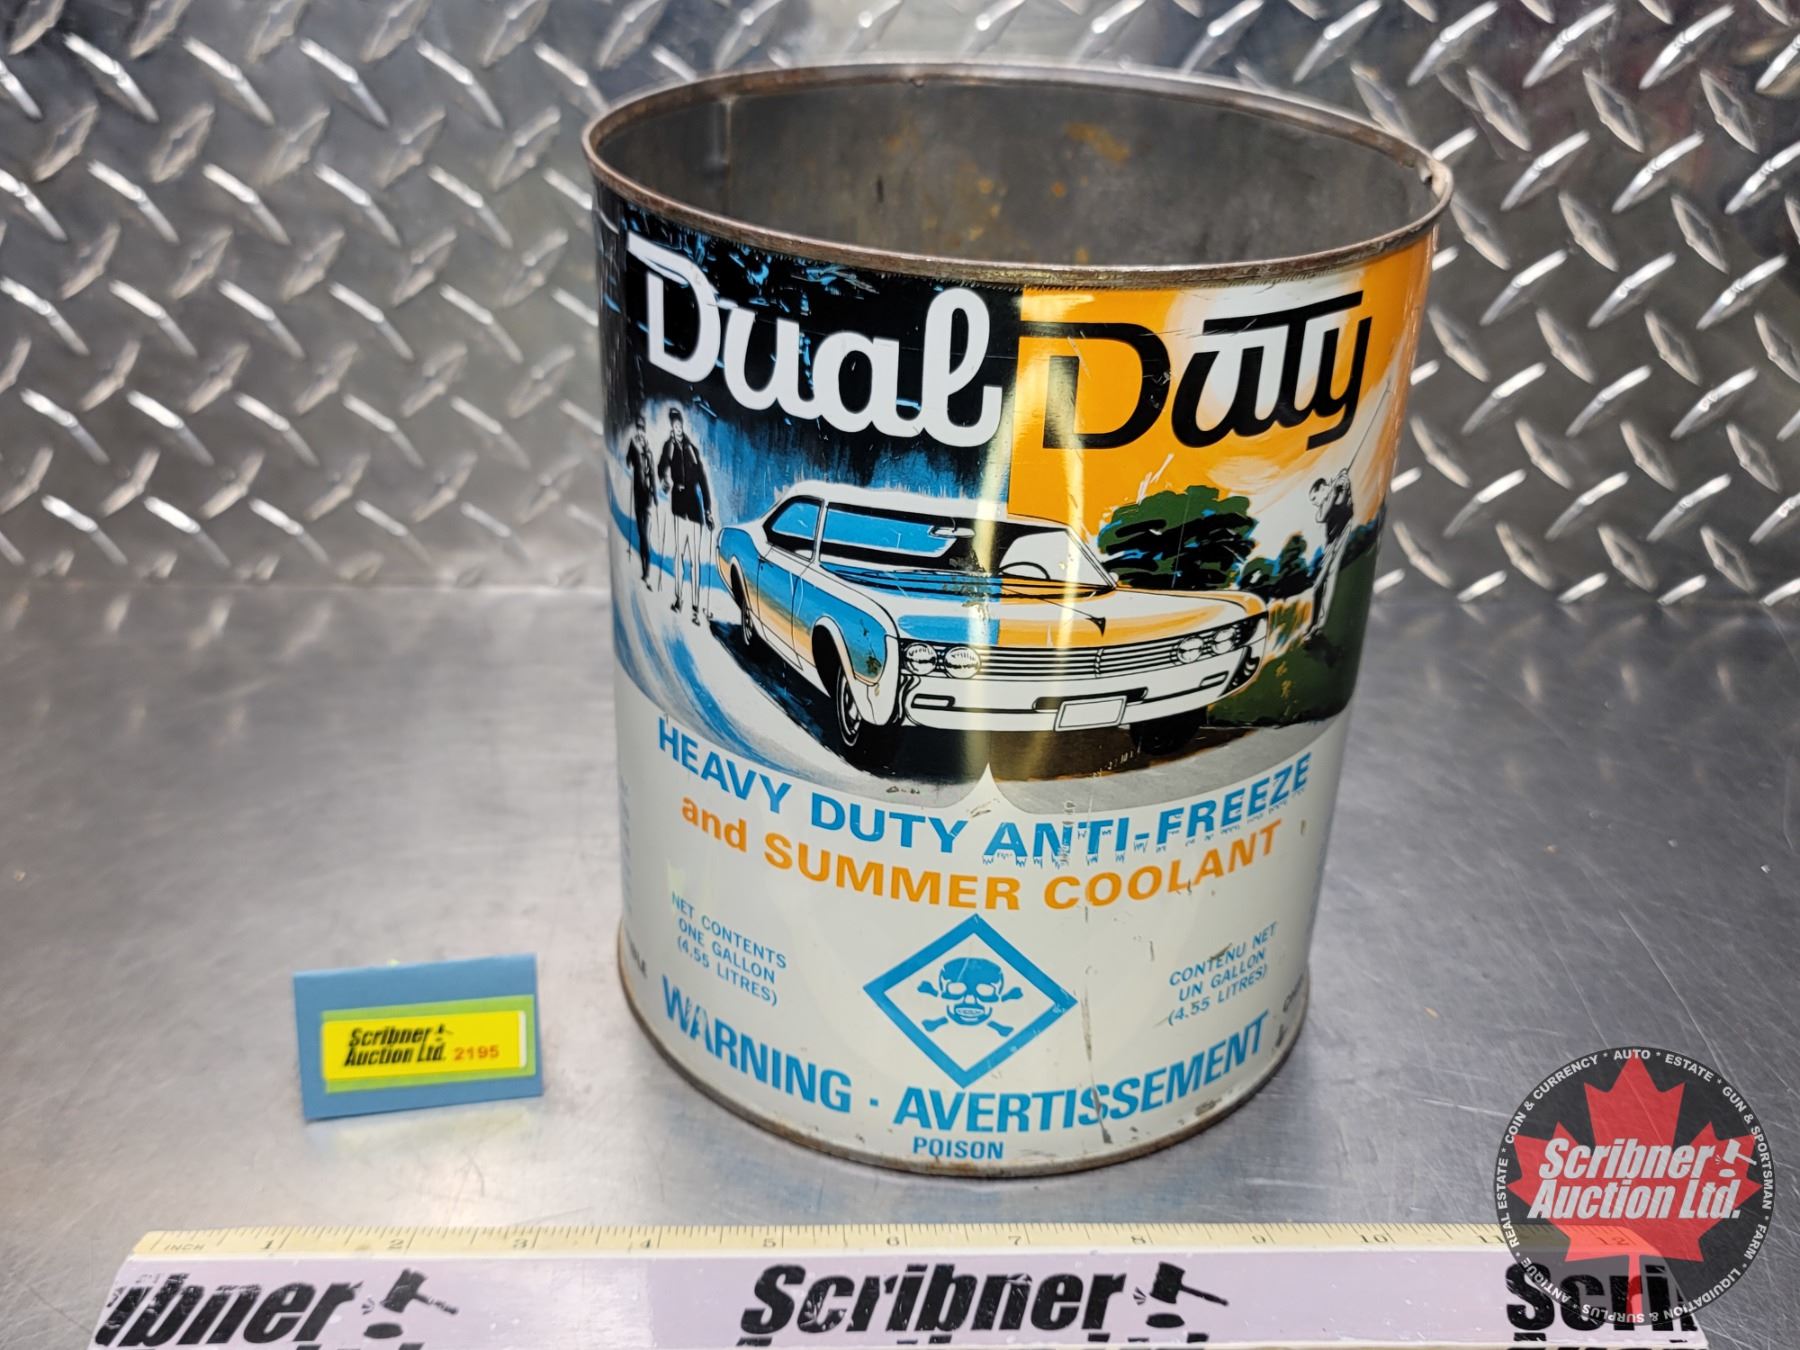 Dual Duty
HEAVY DUTY ANTI-FREEZE
and SUMMER COOLANT
NET CONTENTS
ONE GALLON
(4.55 LITRES)
CONTENU NET
UN GALLON
(4.55 LITRES)
WARNING · AVERTISSEMENT
POISON
Scribner
Auction Ltd. 2195
INCH 1 2 3 4 5 6 7 8 9 10 11 12
Scribner
COIN & CURRENCY * AUTO * ESTATE * GUN & SPORTSMAN * FARM * LIQUIDATION & SURPLUS * ANTIQUE * REAL ESTATE *
Scribner
Auction Ltd.